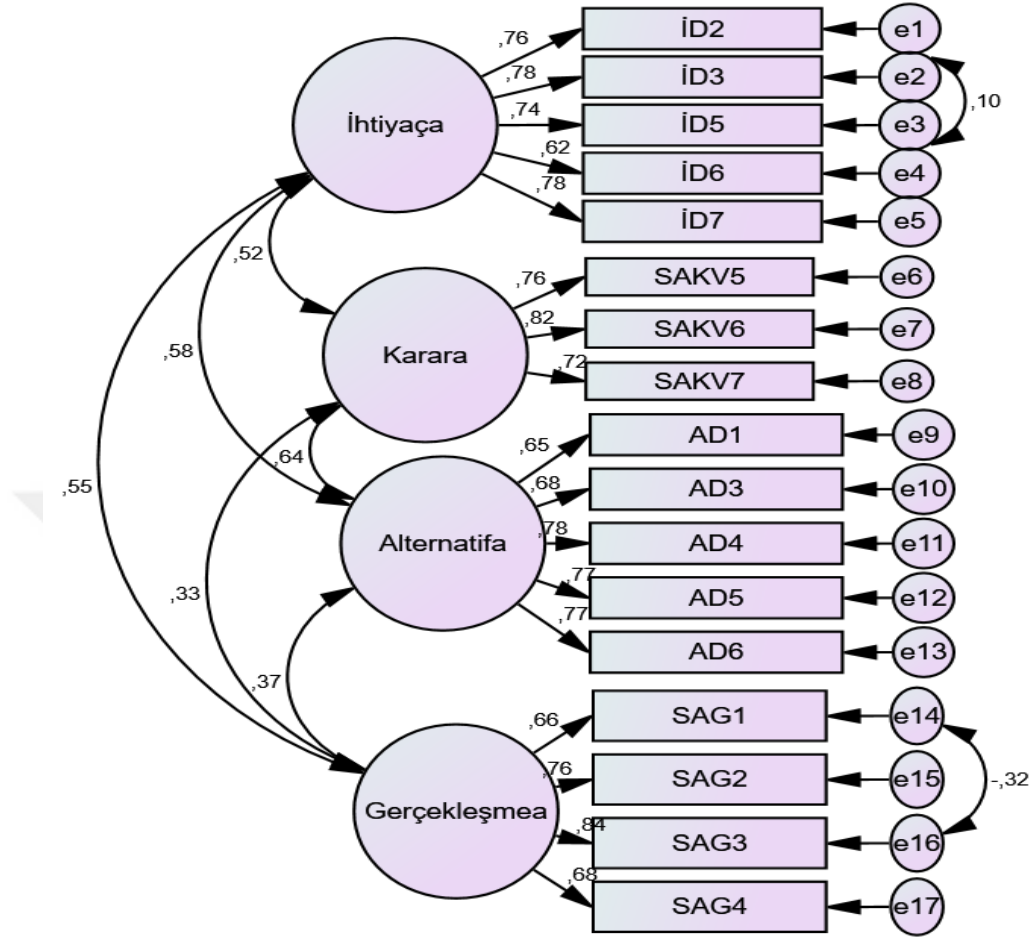 ,76
İD2
e1
,78
İD3
e2
İhtiyaça
,74
İD5
e3
,10
,62
İD6
e4
,78
İD7
e5
,52
,76
SAKV5
e6
,82
SAKV6
e7
,58
Karara
,72
SAKV7
e8
,65
AD1
e9
,64
,55
,68
AD3
e10
Alternatifa
,78
AD4
e11
,33
,77
AD5
e12
,77
AD6
e13
,37
,66
SAG1
e14
,76
SAG2
e15
-,32
Gerçekleşmea
,84
SAG3
e16
,68
SAG4
e17